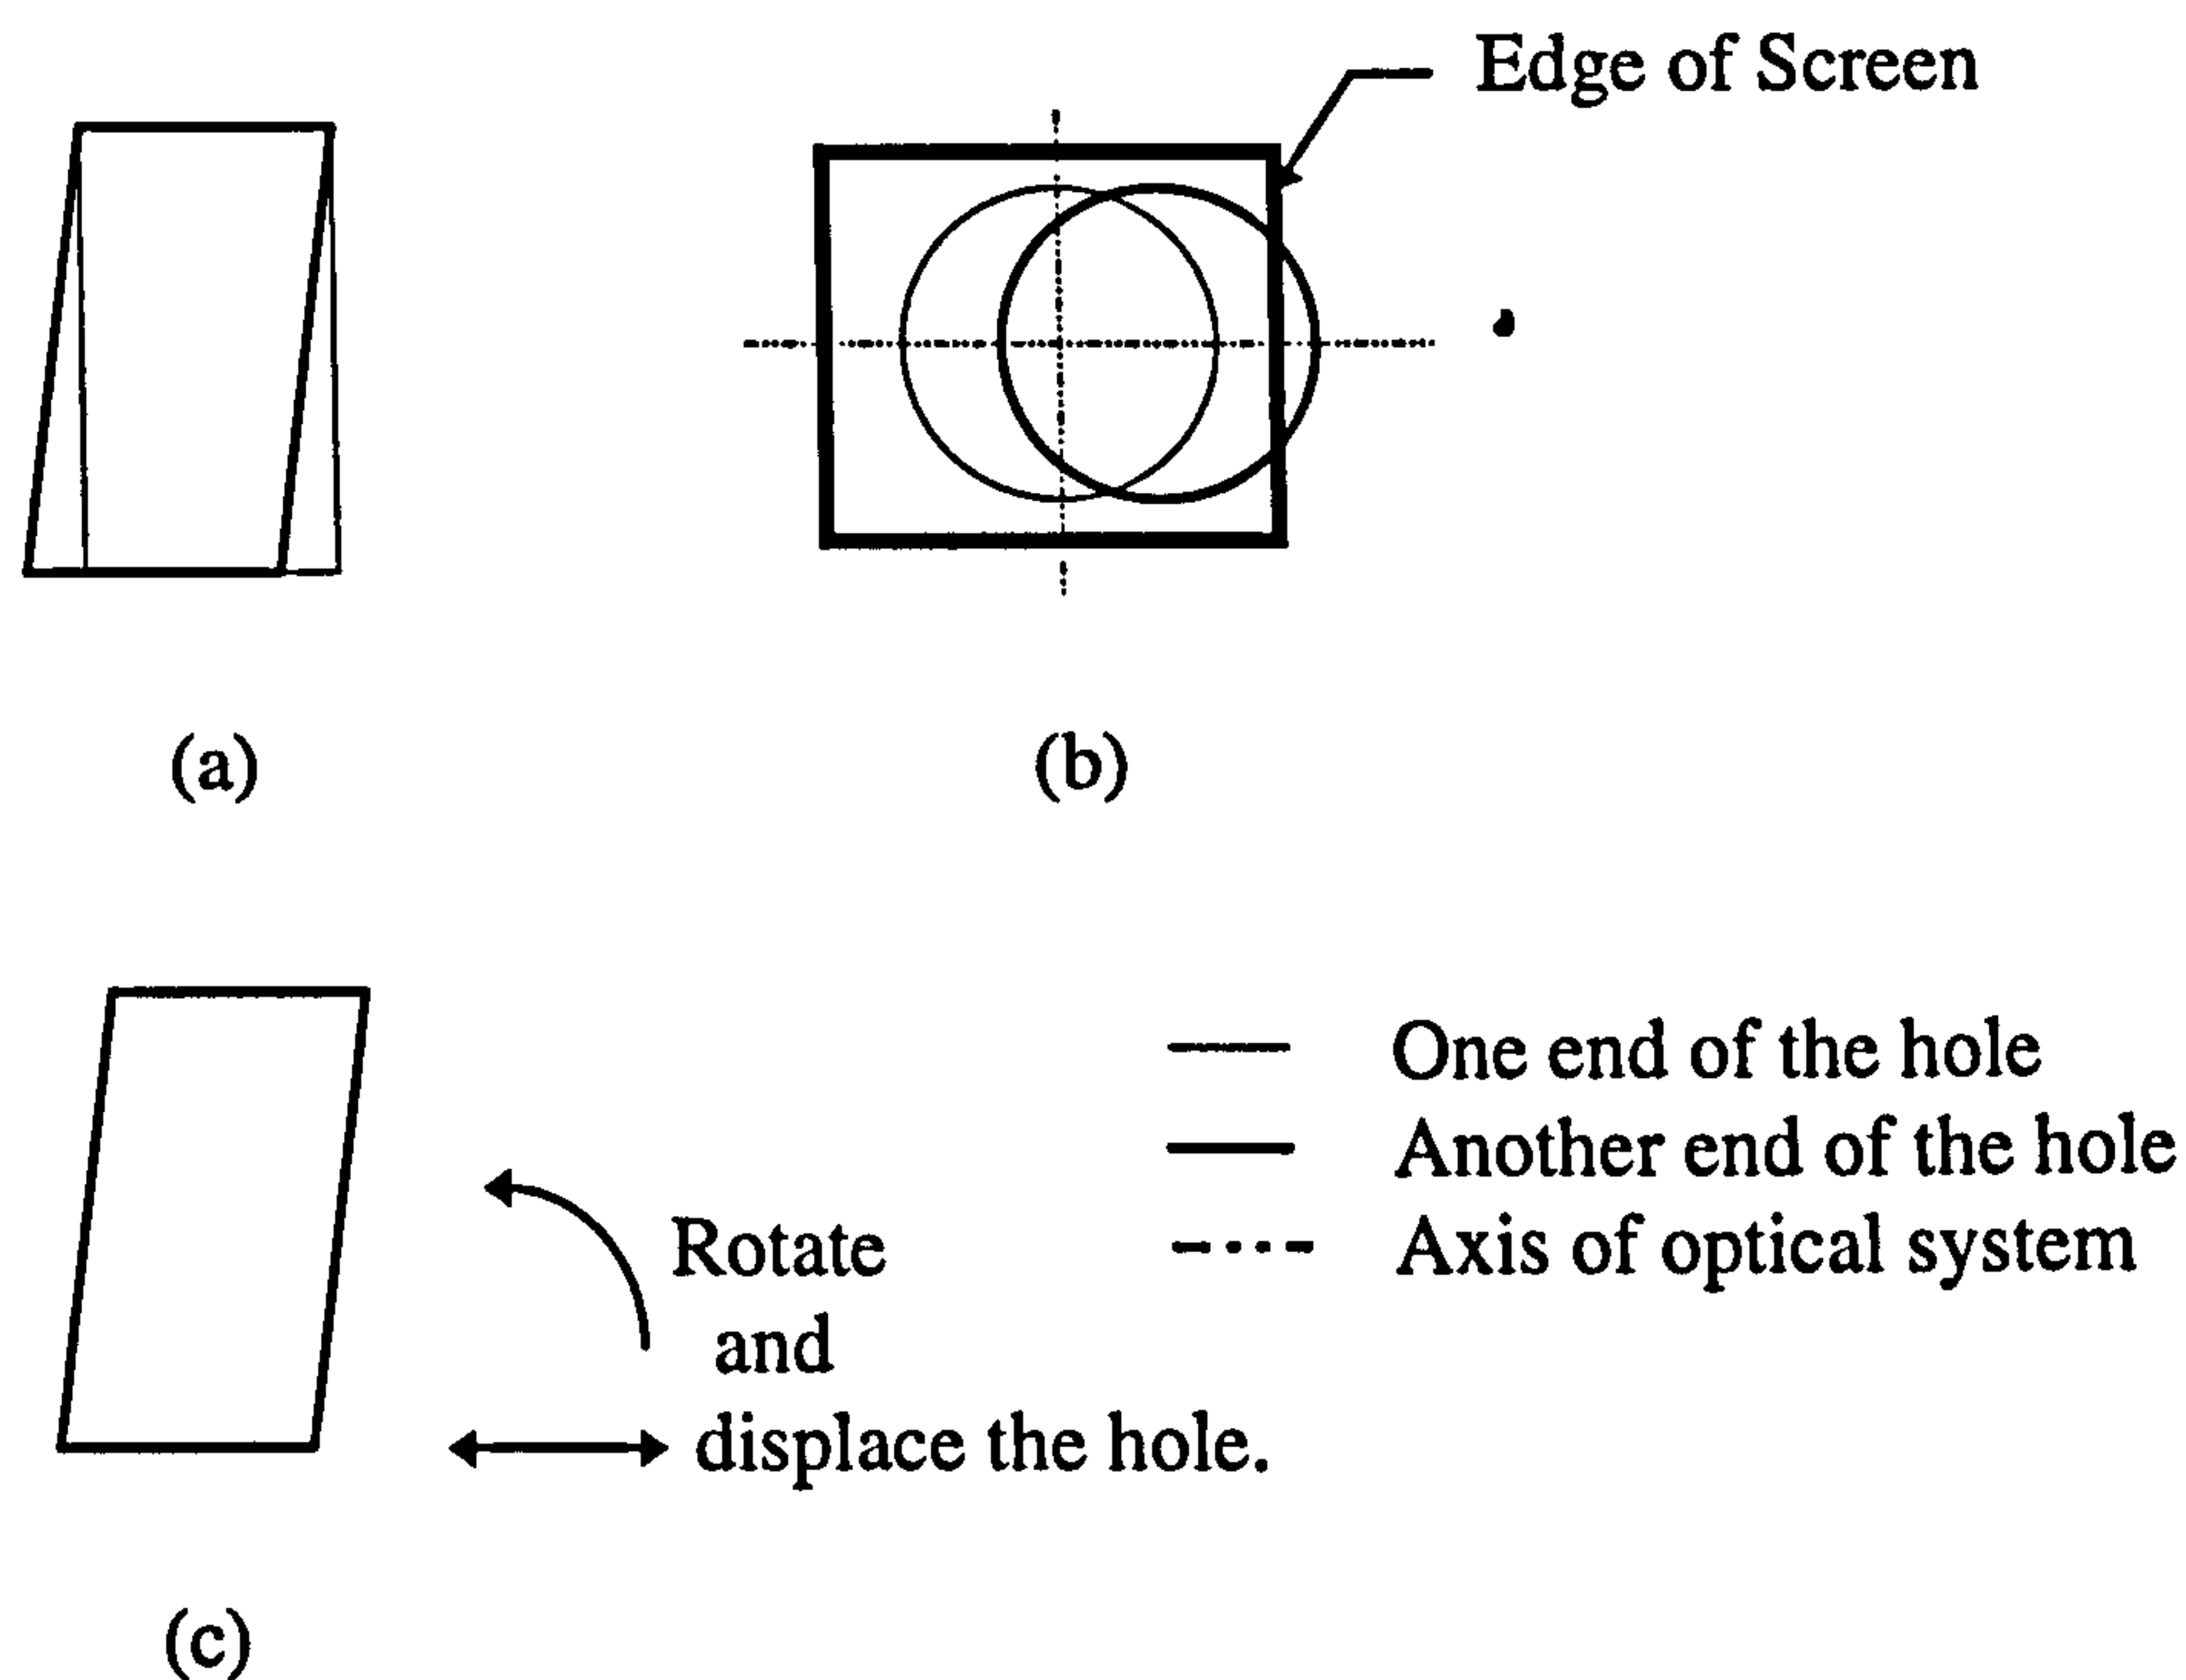 Edge of Screen
(a)
(b)
One end of the hole
Another end of the hole
Axis of optical system
Rotate
and
displace the hole.
(c)